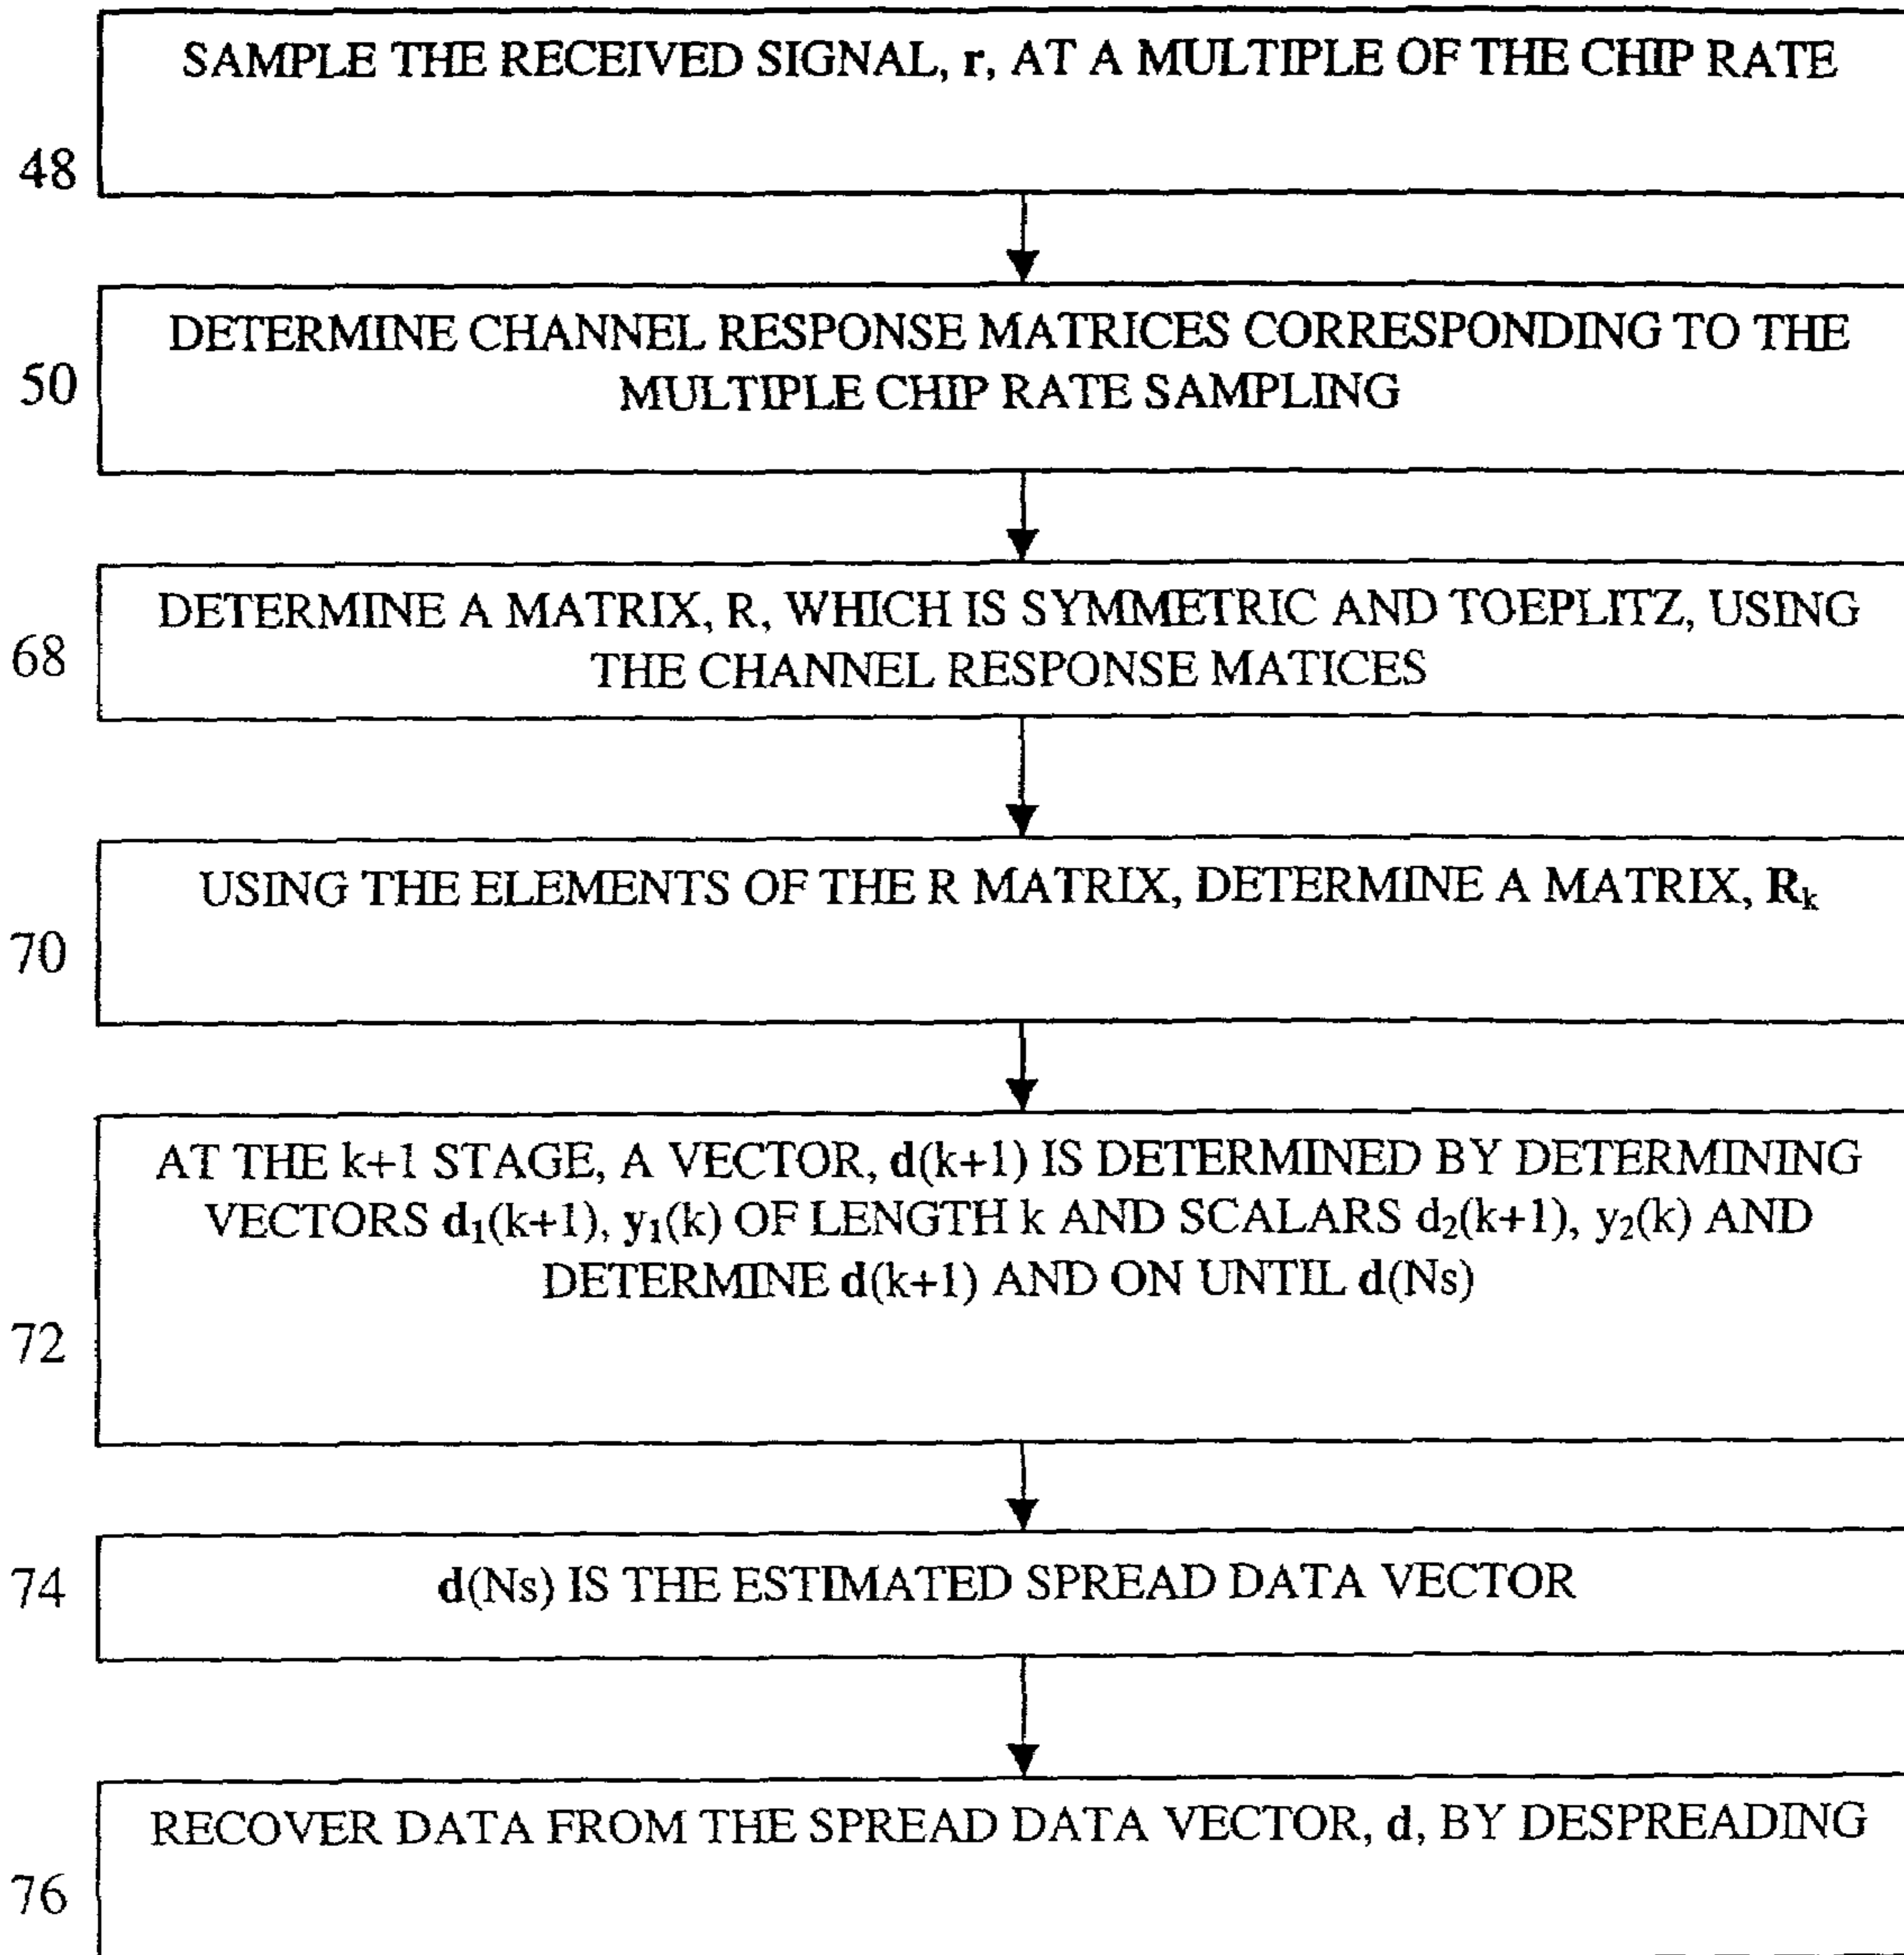 SAMPLE THE RECEIVED SIGNAL, r, AT A MULTIPLE OF THE CHIP RATE
48
DETERMINE CHANNEL RESPONSE MATRICES CORRESPONDING TO THE
MULTIPLE CHIP RATE SAMPLING
50
DETERMINE A MATRIX, R, WHICH IS SYMMETRIC AND TOEPLITZ, USING
THE CHANNEL RESPONSE MATICES
68
USING THE ELEMENTS OF THE R MATRIX, DETERMINE A MATRIX, Rₖ
70
AT THE k+1 STAGE, A VECTOR, d(k+1) IS DETERMINED BY DETERMINING
VECTORS d₁(k+1), y₁(k) OF LENGTH k AND SCALARS d₂(k+1), y₂(k) AND
DETERMINE d(k+1) AND ON UNTIL d(Ns)
72
d(Ns) IS THE ESTIMATED SPREAD DATA VECTOR
74
RECOVER DATA FROM THE SPREAD DATA VECTOR, d, BY DESPREADING
76